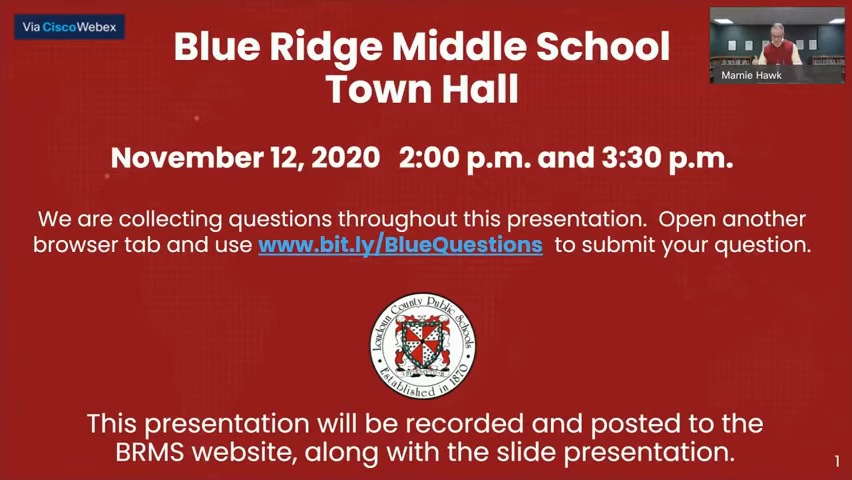 Via CiscoWebex
Marnie Hawk
Blue Ridge Middle School
Town Hall
November 12, 2020 2:00 p.m. and 3:30 p.m.
We are collecting questions throughout this presentation. Open another
browser tab and use www.bit.ly/BlueQuestions to submit your question.
Loudoun County Public Schools
Established in 1870
This presentation will be recorded and posted to the
BRMS website, along with the slide presentation.
1